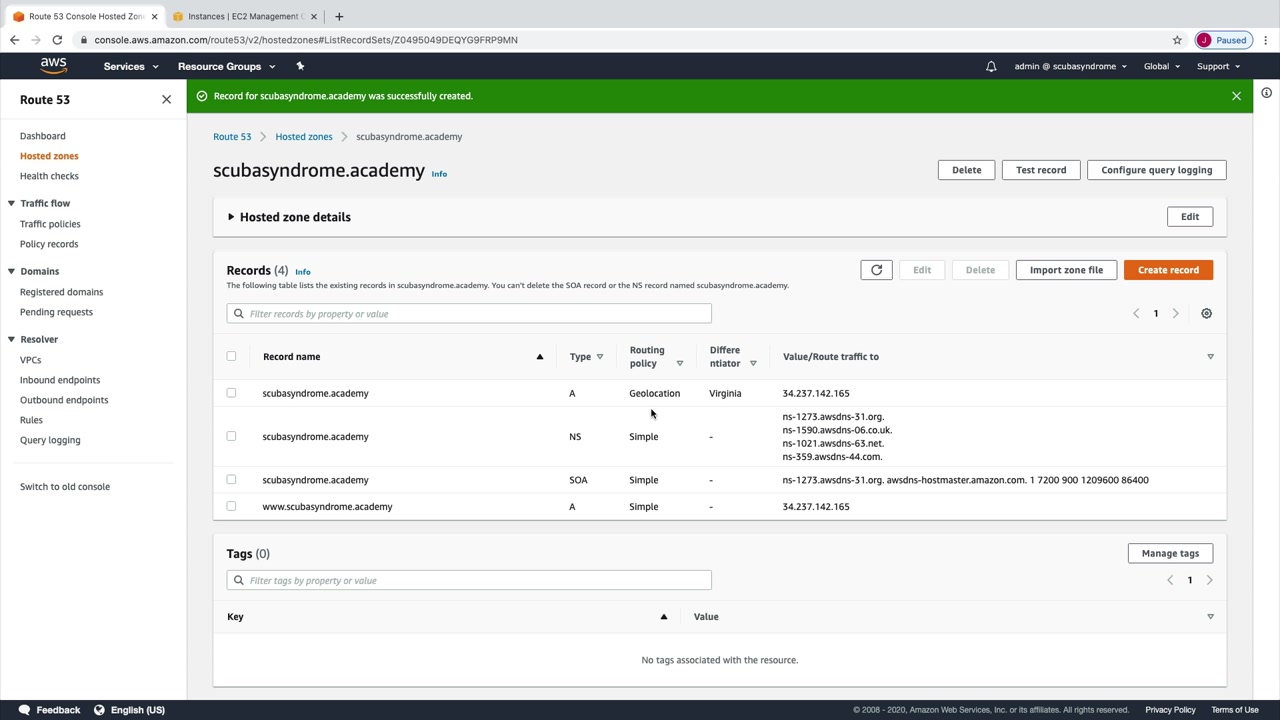 Route 53 Console Hosted Zon
Instances | EC2 Management C
console.aws.amazon.com/route53/v2/hostedzones#ListRecordSets/Z0495049DEQYG9FRP9MN
J Paused
aws Services Resource Groups admin @ scubasyndrome Global Support
Route 53
Dashboard
Hosted zones
Health checks
Traffic flow
Traffic policies
Policy records
Domains
Registered domains
Pending requests
Resolver
VPCs
Inbound endpoints
Outbound endpoints
Rules
Query logging
Switch to old console
Record for scubasyndrome.academy was successfully created.
Route 53 Hosted zones scubasyndrome.academy
scubasyndrome.academy Info Delete Test record Configure query logging
Hosted zone details Edit
Records (4) Info Edit Delete Import zone file Create record
The following table lists the existing records in scubasyndrome.academy. You can't delete the SOA record or the NS record named scubasyndrome.academy.
Filter records by property or value 1
Record name Type Routing policy Differe ntiator Value/Route traffic to
scubasyndrome.academy A Geolocation Virginia 34.237.142.165
scubasyndrome.academy NS Simple - ns-1273.awsdns-31.org.
ns-1590.awsdns-06.co.uk.
ns-1021.awsdns-63.net.
ns-359.awsdns-44.com.
scubasyndrome.academy SOA Simple - ns-1273.awsdns-31.org. awsdns-hostmaster.amazon.com. 1 7200 900 1209600 86400
www.scubasyndrome.academy A Simple - 34.237.142.165
Tags (0) Manage tags
Filter tags by property or value 1
Key Value
No tags associated with the resource.
Feedback English (US) © 2008 - 2020, Amazon Web Services, Inc. or its affiliates. All rights reserved. Privacy Policy Terms of Use